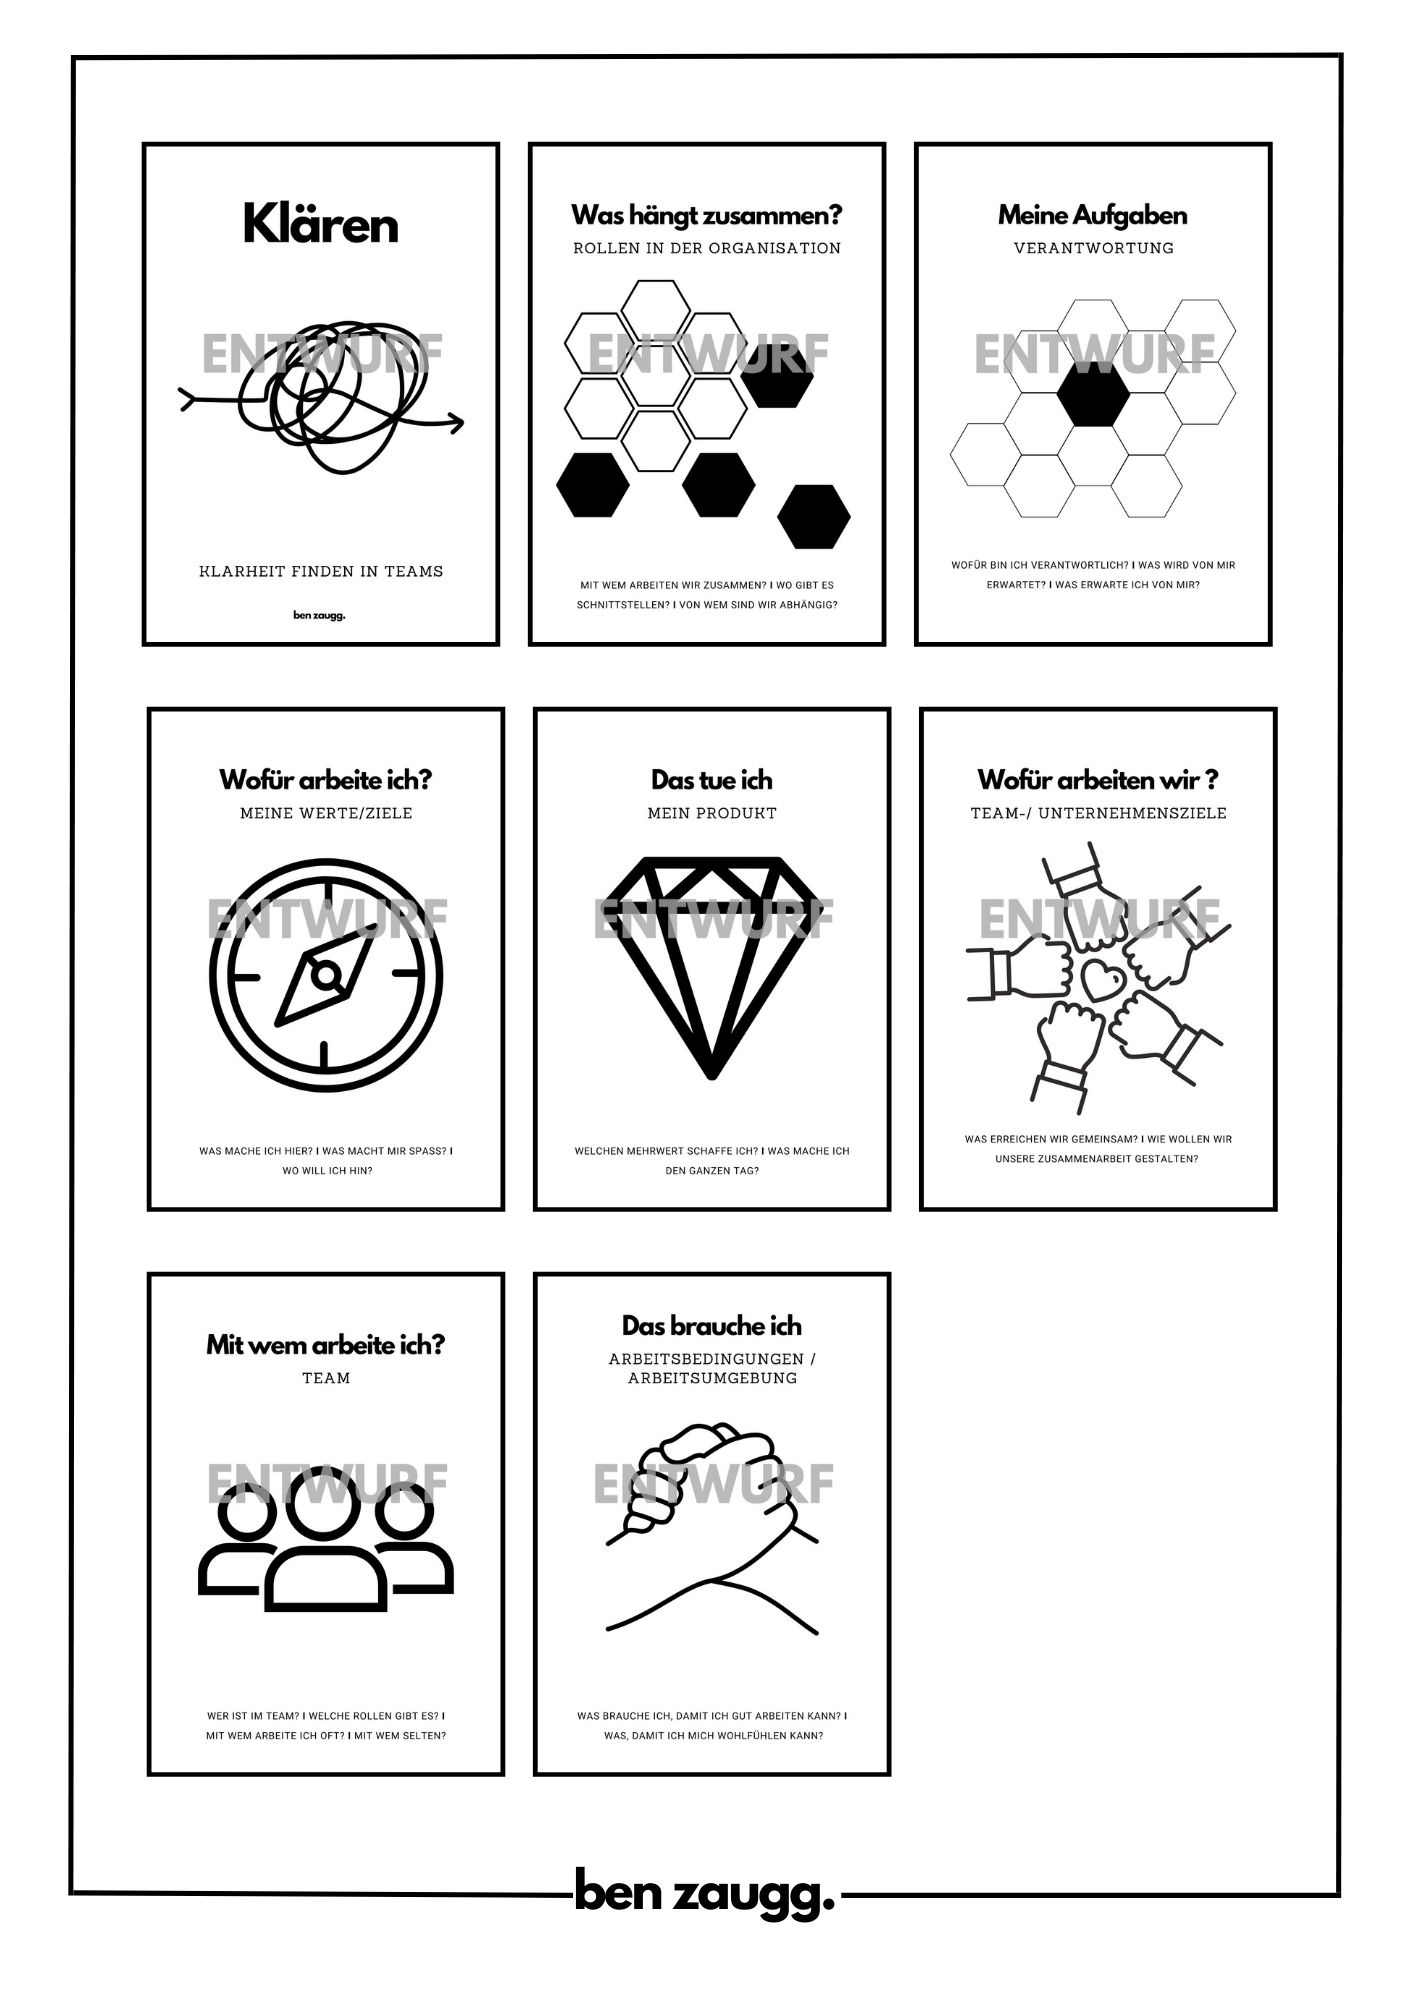 Klären
ENTWURF
KLARHEIT FINDEN IN TEAMS
ben zaugg.
Was hängt zusammen?
ROLLEN IN DER ORGANISATION
ENTWURF
MIT WEM ARBEITEN WIR ZUSAMMEN? I WO GIBT ES
SCHNITTSTELLEN? I VON WEM SIND WIR ABHÄNGIG?
Meine Aufgaben
VERANTWORTUNG
ENTWURF
WOFÜR BIN ICH VERANTWORTLICH? I WAS WIRD VON MIR
ERWARTET? I WAS ERWARTE ICH VON MIR?
Wofür arbeite ich?
MEINE WERTE/ZIELE
ENTWURF
WAS MACHE ICH HIER? I WAS MACHT MIR SPASS? I
WO WILL ICH HIN?
Das tue ich
MEIN PRODUKT
ENTWURF
WELCHEN MEHRWERT SCHAFFE ICH? I WAS MACHE ICH
DEN GANZEN TAG?
Wofür arbeiten wir ?
TEAM-/ UNTERNEHMENSZIELE
ENTWURF
WAS ERREICHEN WIR GEMEINSAM? I WIE WOLLEN WIR
UNSERE ZUSAMMENARBEIT GESTALTEN?
Mit wem arbeite ich?
TEAM
ENTWURF
WER IST IM TEAM? I WELCHE ROLLEN GIBT ES? I
MIT WEM ARBEITE ICH OFT? I MIT WEM SELTEN?
Das brauche ich
ARBEITSBEDINGUNGEN /
ARBEITSUMGEBUNG
ENTWURF
WAS BRAUCHE ICH, DAMIT ICH GUT ARBEITEN KANN? I
WAS, DAMIT ICH MICH WOHLFÜHLEN KANN?
ben zaugg.